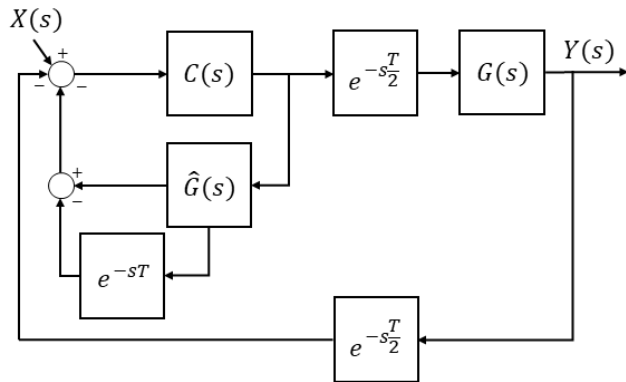 X(s)
+
−
−
C(s)
e^{-s\frac{T}{2}}
G(s)
Y(s)
+
−
Ĝ(s)
e^{-sT}
e^{-s\frac{T}{2}}